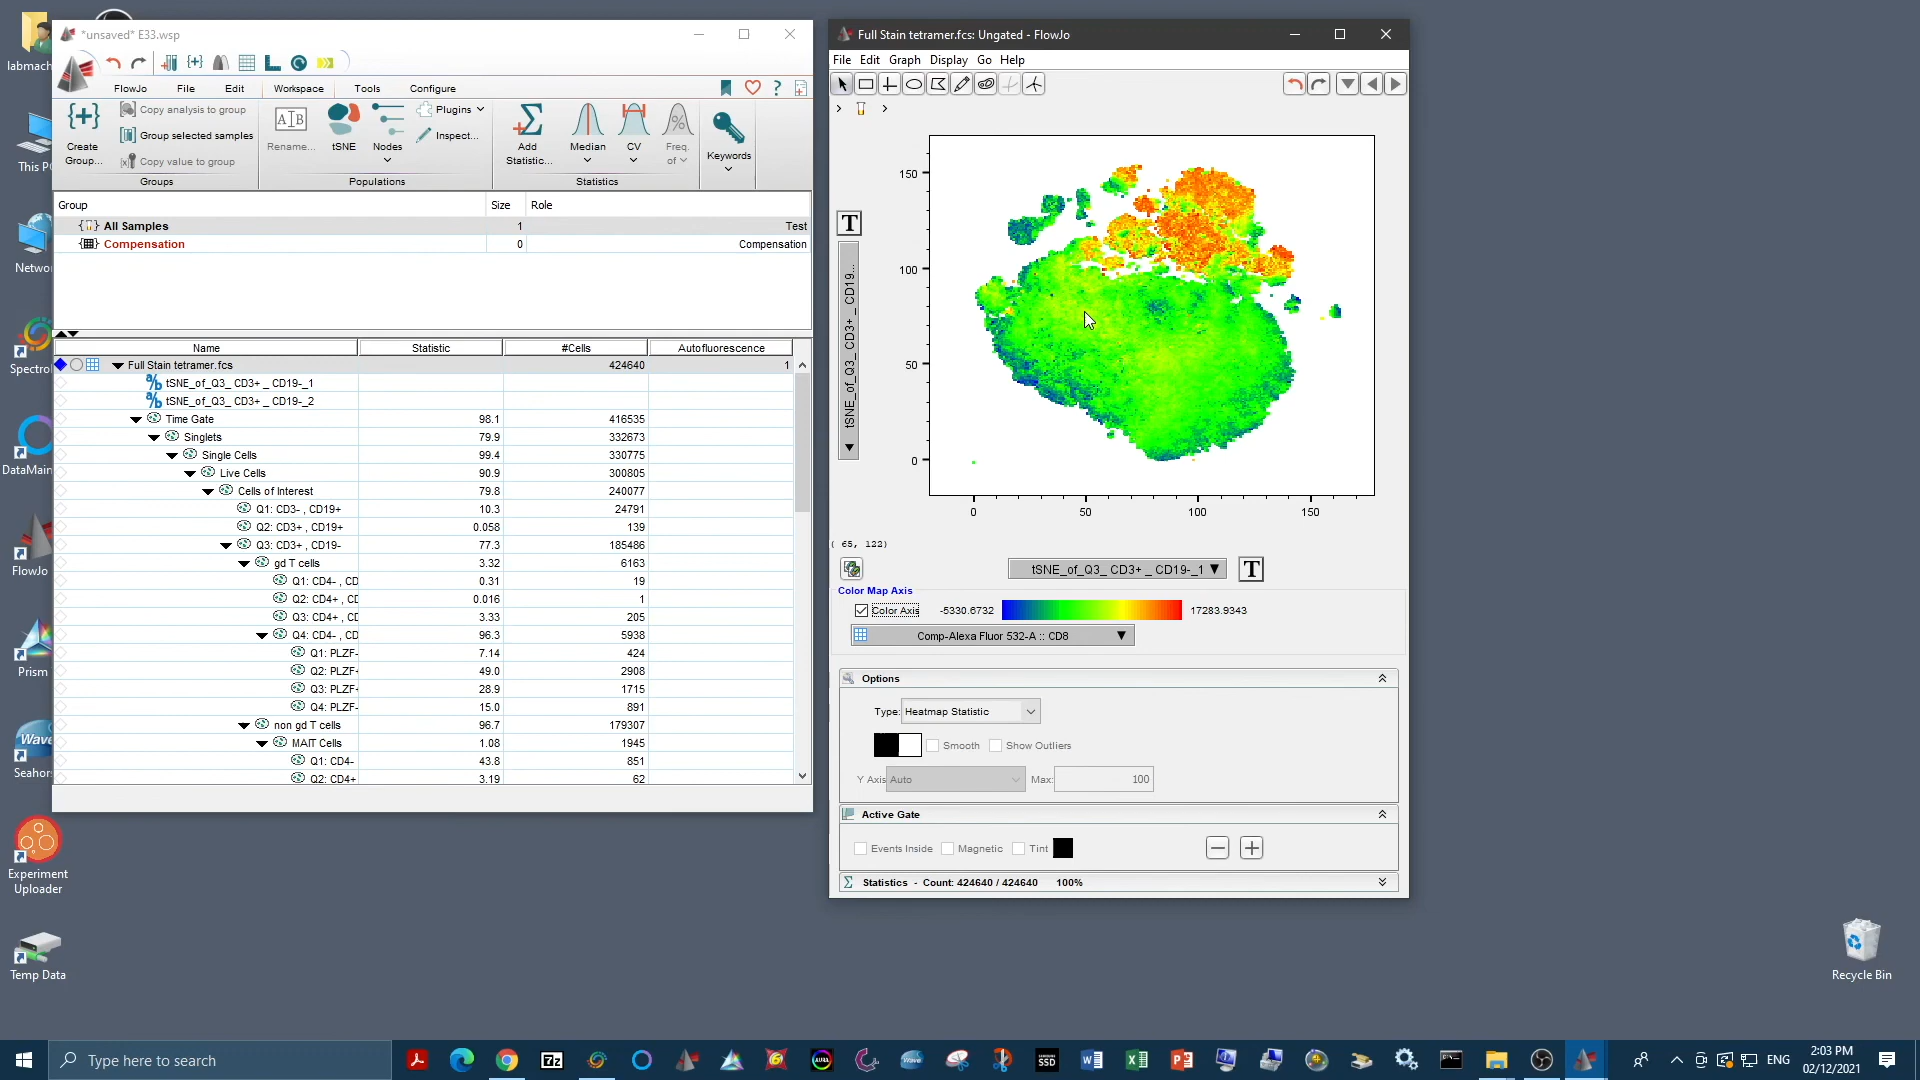 labmach
This PC
Netwo
Spectro
DataMain
FlowJo
Prism
Wave
Seahors
Experiment
Uploader
Temp Data
Recycle Bin
*unsaved* E33.wsp
FlowJo File Edit Workspace Tools Configure
{+}
Create
Group...
Copy analysis to group
Group selected samples
Copy value to group
Groups
Rename...
tSNE
Nodes
Plugins
Inspect...
Populations
Add
Statistic...
Median
CV
Freq.
of
Statistics
Keywords
Group Size Role
All Samples 1 Test
Compensation 0 Compensation
Name Statistic #Cells Autofluorescence
Full Stain tetramer.fcs 424640 1
tSNE_of_Q3_ CD3+ _ CD19-_1
tSNE_of_Q3_ CD3+ _ CD19-_2
Time Gate 98.1 416535
Singlets 79.9 332673
Single Cells 99.4 330775
Live Cells 90.9 300805
Cells of Interest 79.8 240077
Q1: CD3- , CD19+ 10.3 24791
Q2: CD3+ , CD19+ 0.058 139
Q3: CD3+ , CD19- 77.3 185486
gd T cells 3.32 6163
Q1: CD4- , CD 0.31 19
Q2: CD4+ , CD 0.016 1
Q3: CD4+ , CD 3.33 205
Q4: CD4- , CD 96.3 5938
Q1: PLZF- 7.14 424
Q2: PLZF+ 49.0 2908
Q3: PLZF+ 28.9 1715
Q4: PLZF- 15.0 891
non gd T cells 96.7 179307
MAIT Cells 1.08 1945
Q1: CD4- 43.8 851
Q2: CD4+ 3.19 62
Full Stain tetramer.fcs: Ungated - FlowJo
File Edit Graph Display Go Help
T
tSNE_of_Q3_ CD3+ _ CD19...
150
100
50
0
0 50 100 150
( 65, 122)
tSNE_of_Q3_ CD3+ _ CD19-_1
T
Color Map Axis
Color Axis -5330.6732 17283.9343
Comp-Alexa Fluor 532-A :: CD8
Options
Type: Heatmap Statistic
Smooth Show Outliers
Y Axis Auto Max: 100
Active Gate
Events Inside Magnetic Tint
Statistics - Count: 424640 / 424640 100%
Type here to search
7z
SSD
ENG
2:03 PM
02/12/2021